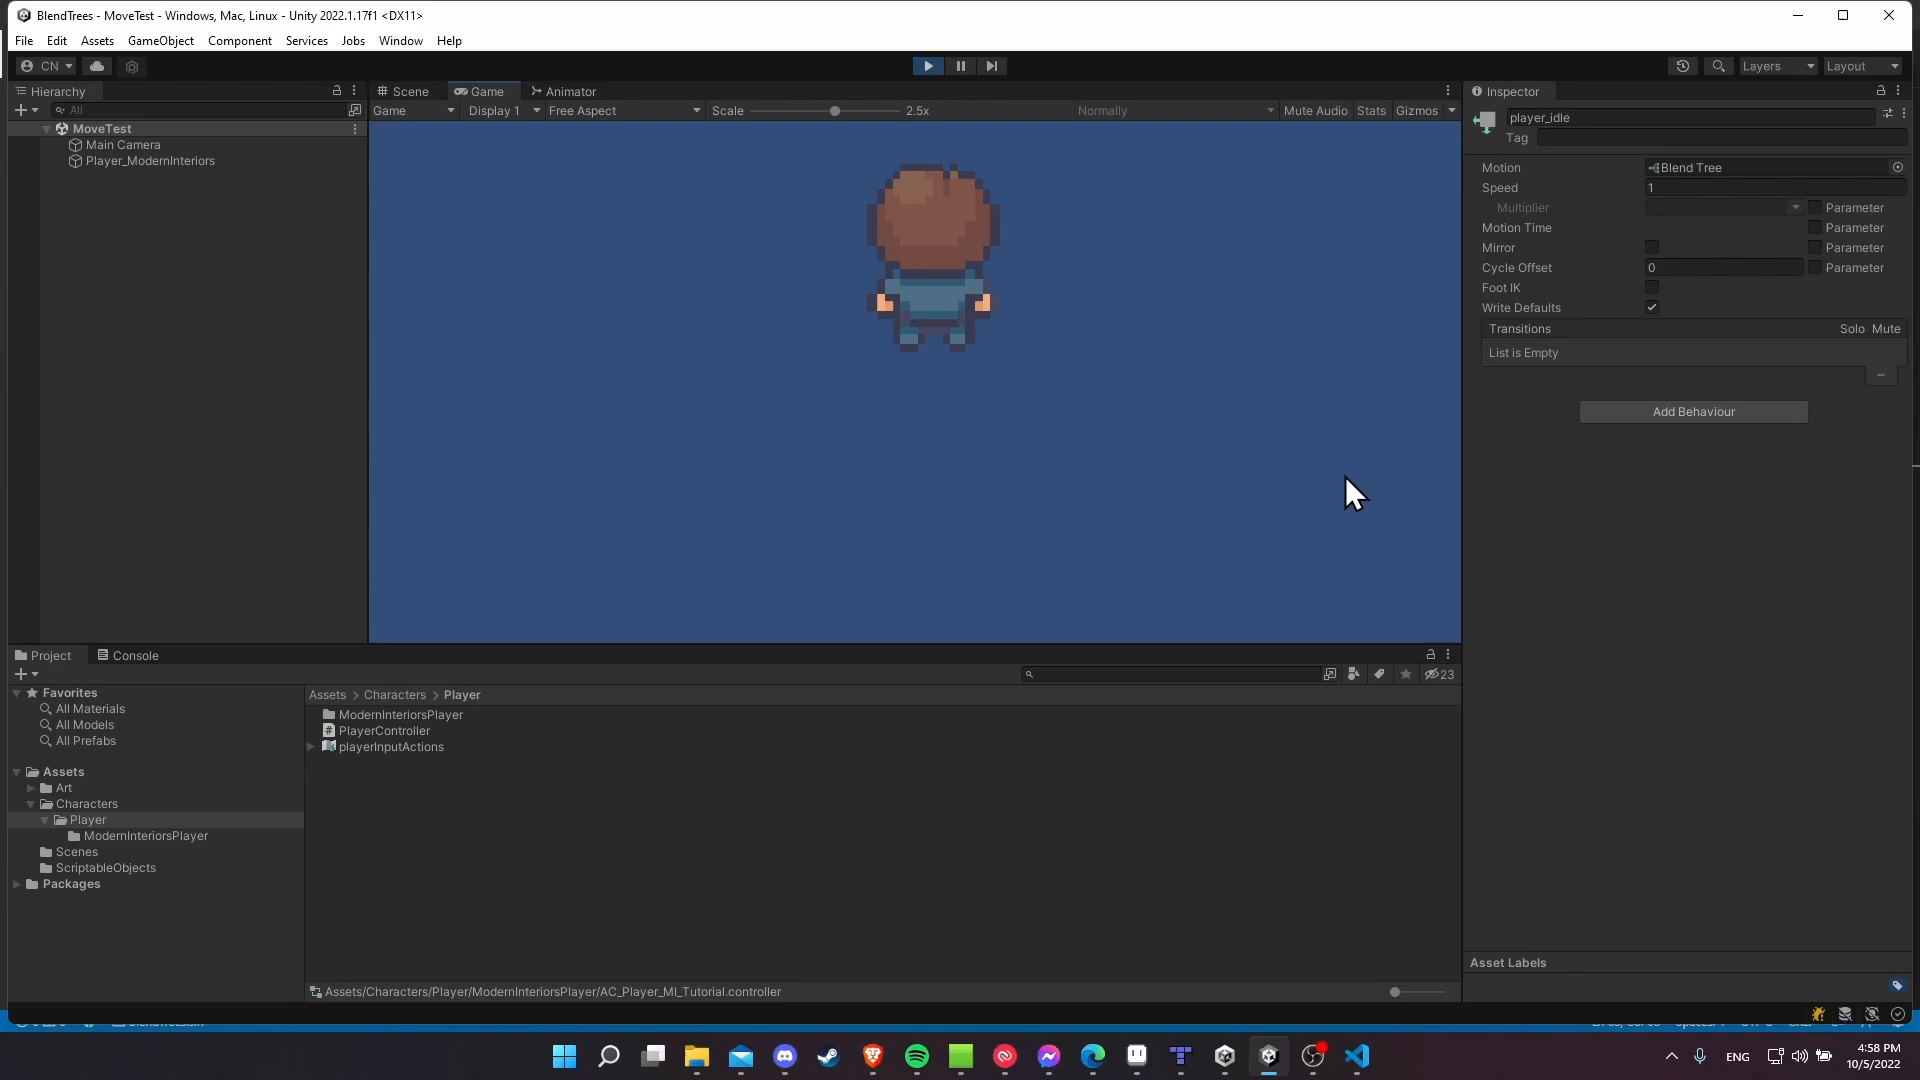 BlendTrees - MoveTest - Windows, Mac, Linux - Unity 2022.1.17f1 <DX11>
File Edit Assets GameObject Component Services Jobs Window Help
CN
Layers Layout
Hierarchy
All
MoveTest
Main Camera
Player_ModernInteriors
Scene Game Animator
Game Display 1 Free Aspect Scale 2.5x Normally Mute Audio Stats Gizmos
Inspector
player_idle
Tag
Motion Blend Tree
Speed 1
Multiplier Parameter
Motion Time Parameter
Mirror Parameter
Cycle Offset 0 Parameter
Foot IK
Write Defaults
Transitions Solo Mute
List is Empty
Add Behaviour
Asset Labels
Project Console
23
Favorites
All Materials
All Models
All Prefabs
Assets
Art
Characters
Player
ModernInteriorsPlayer
Scenes
ScriptableObjects
Packages
Assets > Characters > Player
ModernInteriorsPlayer
PlayerController
playerInputActions
Assets/Characters/Player/ModernInteriorsPlayer/AC_Player_MI_Tutorial.controller
ENG
4:58 PM
10/5/2022